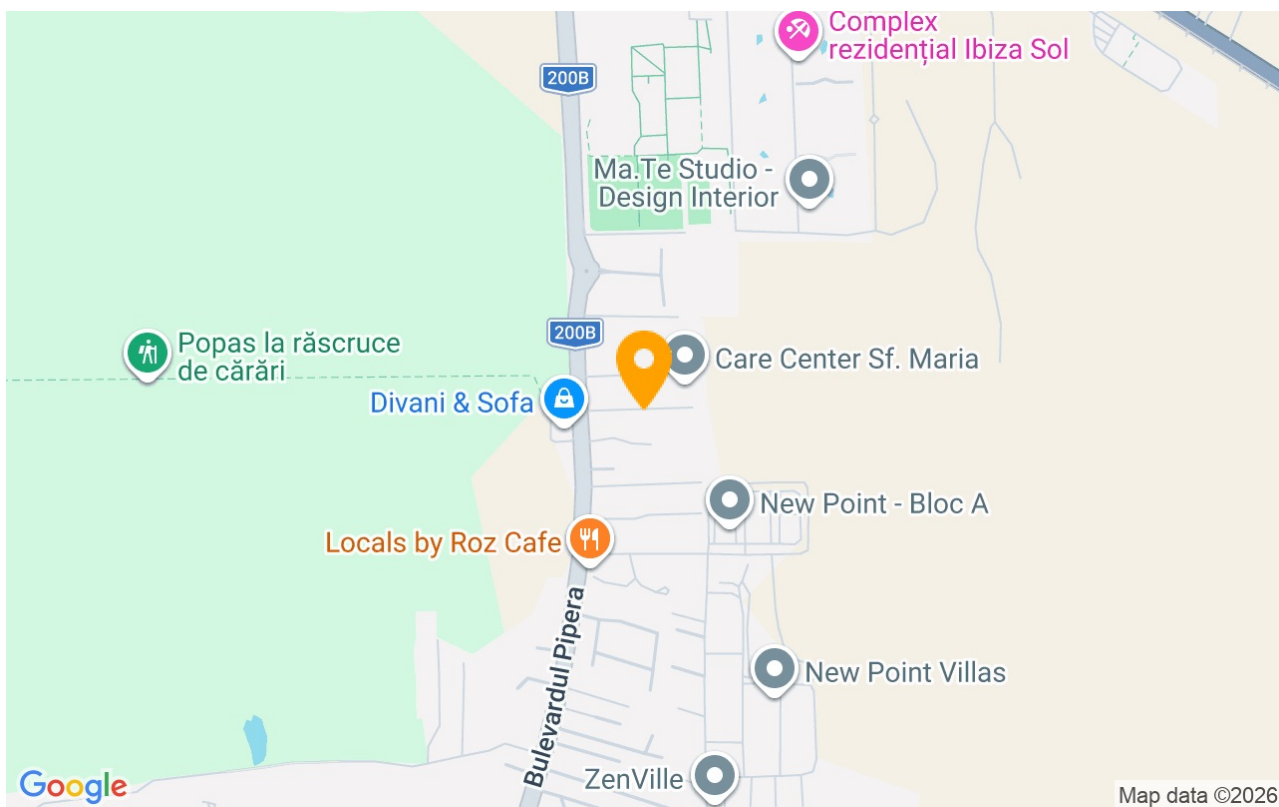 Complex
rezidențial Ibiza Sol
200B
Ma.Te Studio -
Design Interior
200B
Popas la răscruce
de cărări
Care Center Sf. Maria
Divani & Sofa
New Point - Bloc A
Locals by Roz Cafe
Bulevardul Pipera
New Point Villas
ZenVille
Google
Map data ©2026